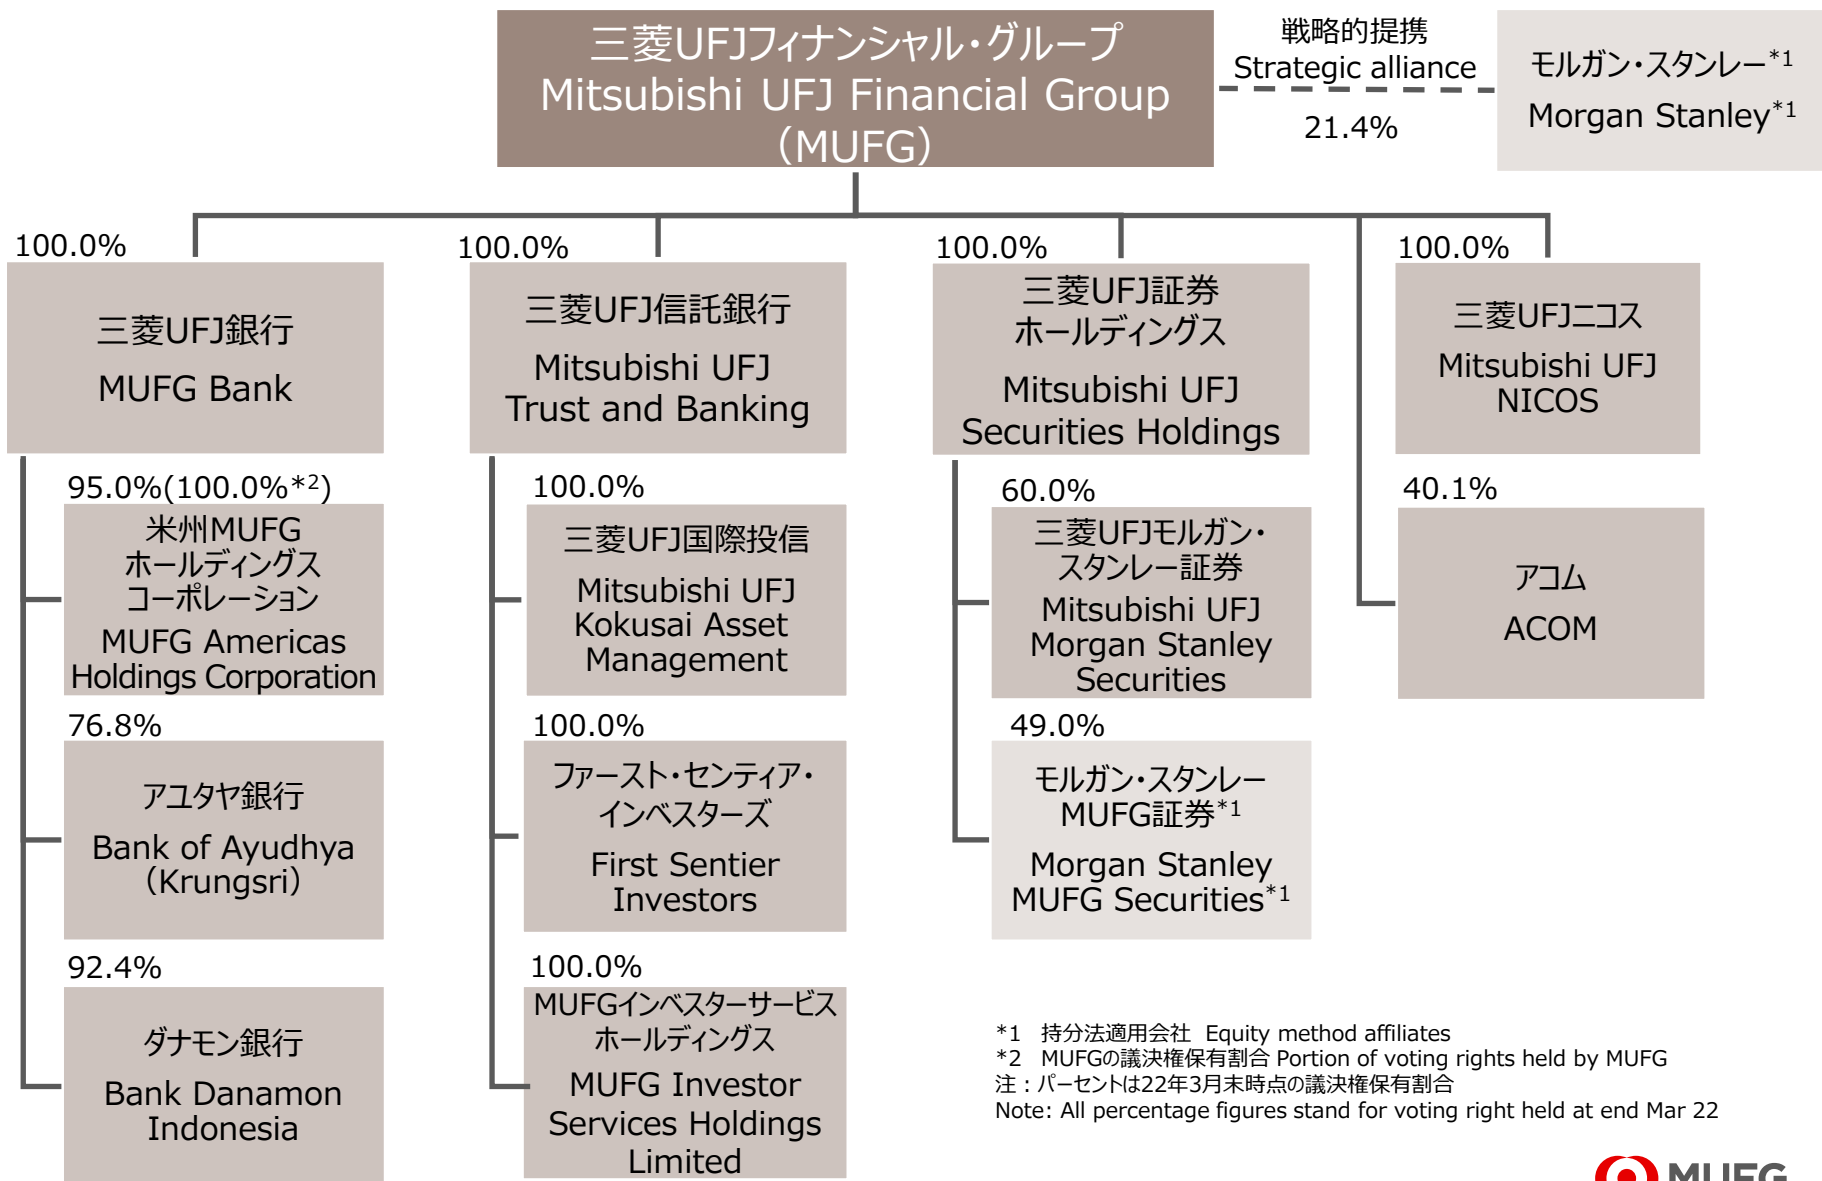 三菱UFJフィナンシャル・グループ
Mitsubishi UFJ Financial Group
（MUFG）
戦略的提携
Strategic alliance
21.4%
モルガン・スタンレー*1
Morgan Stanley*1
100.0%
三菱UFJ銀行
MUFG Bank
95.0%(100.0%*2)
米州MUFG
ホールディングス
コーポレーション
MUFG Americas
Holdings Corporation
76.8%
アユタヤ銀行
Bank of Ayudhya
（Krungsri）
92.4%
ダナモン銀行
Bank Danamon
Indonesia
100.0%
三菱UFJ信託銀行
Mitsubishi UFJ
Trust and Banking
100.0%
三菱UFJ国際投信
Mitsubishi UFJ
Kokusai Asset
Management
100.0%
ファースト・センティア・
インベスターズ
First Sentier
Investors
100.0%
MUFGインベスターサービス
ホールディングス
MUFG Investor
Services Holdings
Limited
100.0%
三菱UFJ証券
ホールディングス
Mitsubishi UFJ
Securities Holdings
60.0%
三菱UFJモルガン・
スタンレー証券
Mitsubishi UFJ
Morgan Stanley
Securities
49.0%
モルガン・スタンレー
MUFG証券*1
Morgan Stanley
MUFG Securities*1
100.0%
三菱UFJニコス
Mitsubishi UFJ
NICOS
40.1%
アコム
ACOM
*1 持分法適用会社 Equity method affiliates
*2 MUFGの議決権保有割合 Portion of voting rights held by MUFG
注：パーセントは22年3月末時点の議決権保有割合
Note: All percentage figures stand for voting right held at end Mar 22
MUFG